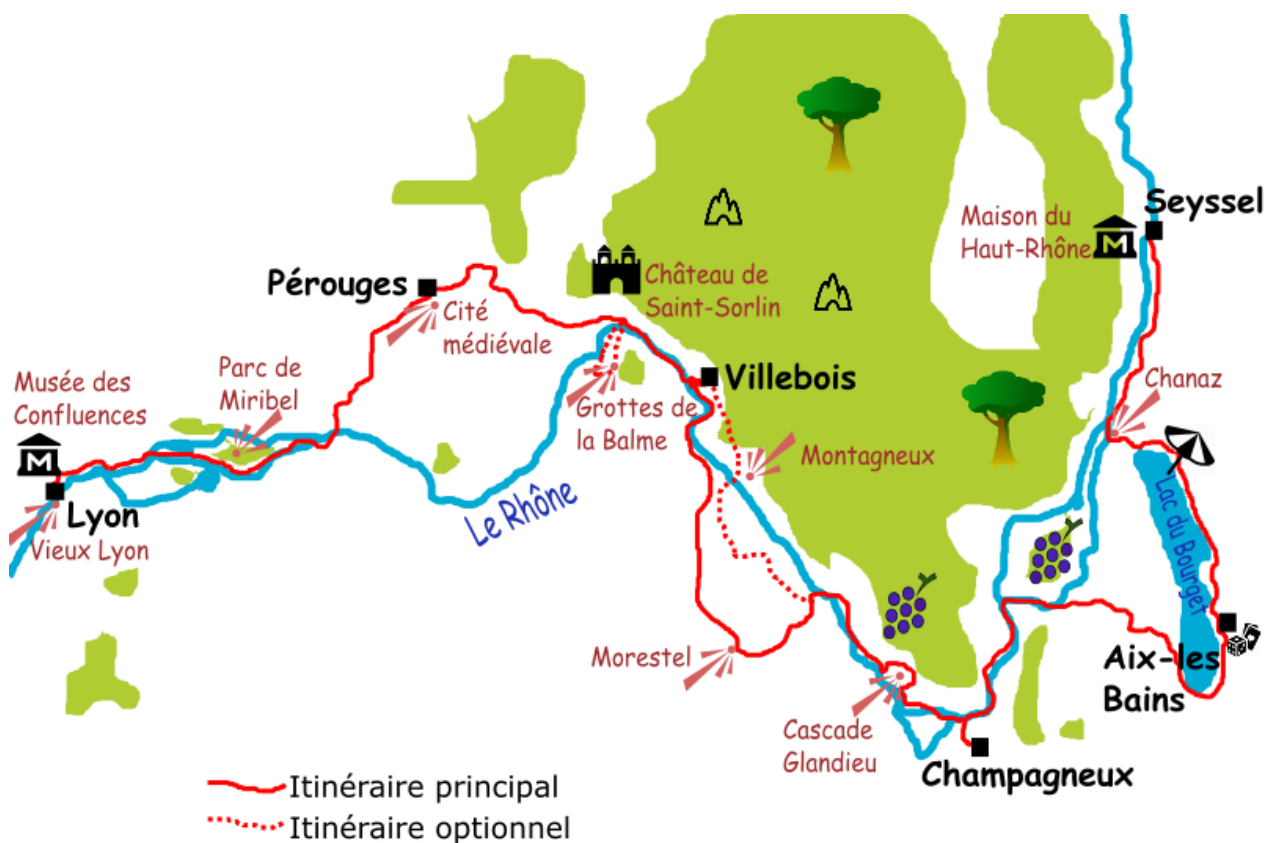 Seyssel
Maison du
Haut-Rhône
M
Pérouges
Château de
Saint-Sorlin
Cité
médiévale
Parc de
Miribel
Musée des
Confluences
M
Villebois
Chanaz
Grottes de
la Balme
Montagneux
Le Rhône
Lac du Bourget
Lyon
Vieux Lyon
Morestel
Aix-les
Bains
Cascade
Glandieu
Champagneux
Itinéraire principal
Itinéraire optionnel